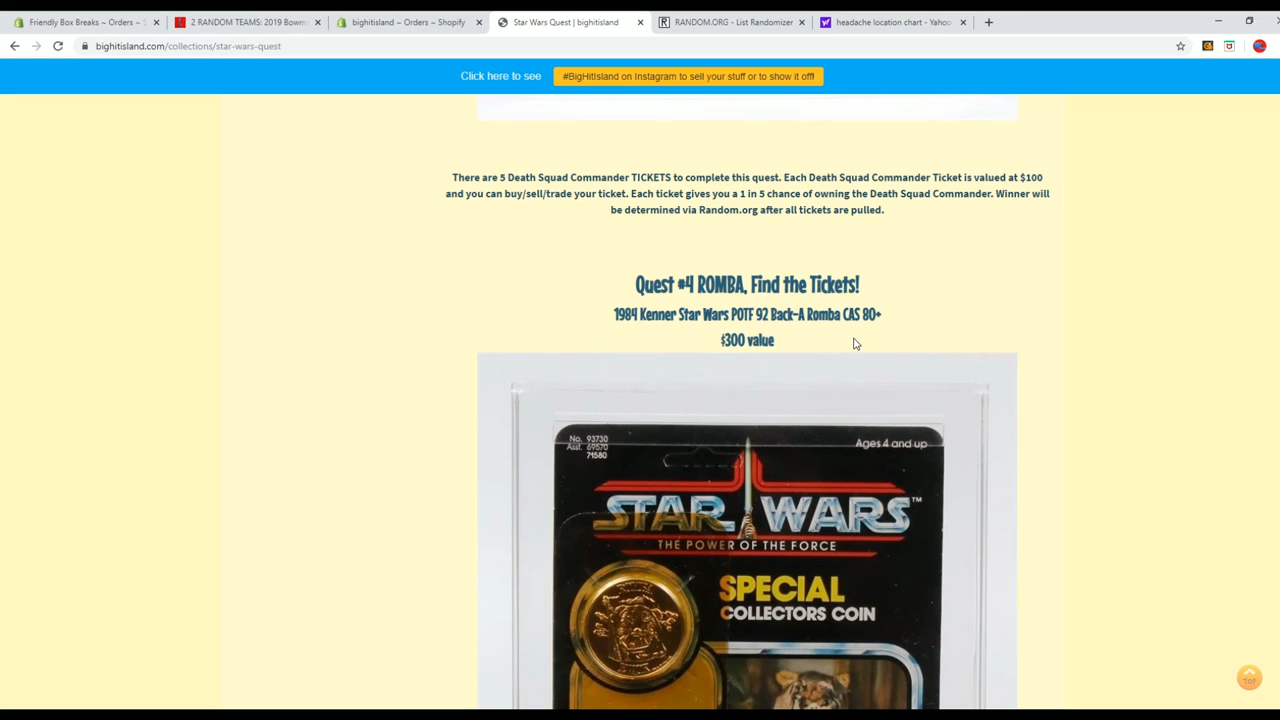 Friendly Box Breaks ~ Orders ~ S
2 RANDOM TEAMS: 2019 Bowm
bighitisland ~ Orders ~ Shopify
Star Wars Quest | bighitisland
RANDOM.ORG - List Randomizer
headache location chart - Yahoo
bighitisland.com/collections/star-wars-quest
Click here to see
#BigHitIsland on Instagram to sell your stuff or to show it off!
There are 5 Death Squad Commander TICKETS to complete this quest. Each Death Squad Commander Ticket is valued at $100
and you can buy/sell/trade your ticket. Each ticket gives you a 1 in 5 chance of owning the Death Squad Commander. Winner will
be determined via Random.org after all tickets are pulled.
Quest #4 ROMBA, Find the Tickets!
1984 Kenner Star Wars POTF 92 Back-A Romba CAS 80+
$300 value
No. 93730
Asst. 69570
71580
Ages 4 and up
STAR WARS™
THE POWER OF THE FORCE
SPECIAL
COLLECTORS COIN
TOP